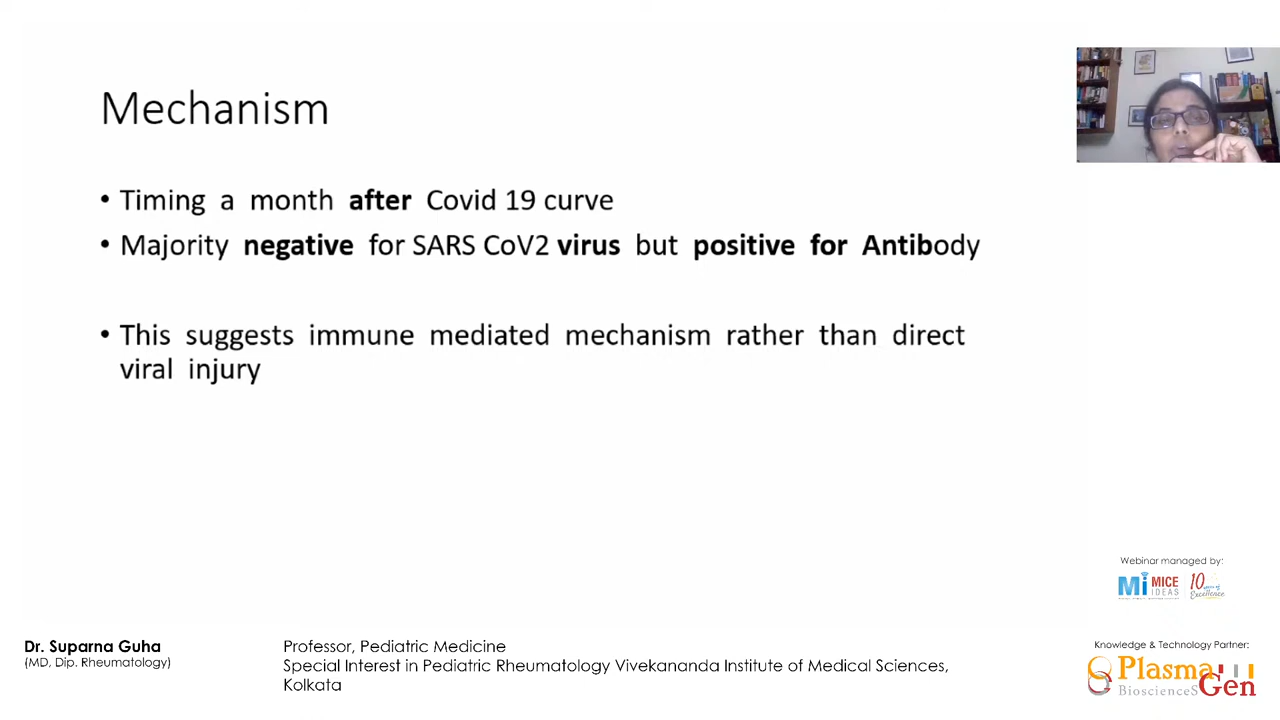 Mechanism
• Timing a month after Covid 19 curve
• Majority negative for SARS CoV2 virus but positive for Antibody
• This suggests immune mediated mechanism rather than direct
viral injury
Webinar managed by:
Mi MICE
IDEAS
10 years of
Excellence
Dr. Suparna Guha
(MD, Dip. Rheumatology)
Professor, Pediatric Medicine
Special Interest in Pediatric Rheumatology Vivekananda Institute of Medical Sciences,
Kolkata
Knowledge & Technology Partner:
Plasma
BioscienceS Gen